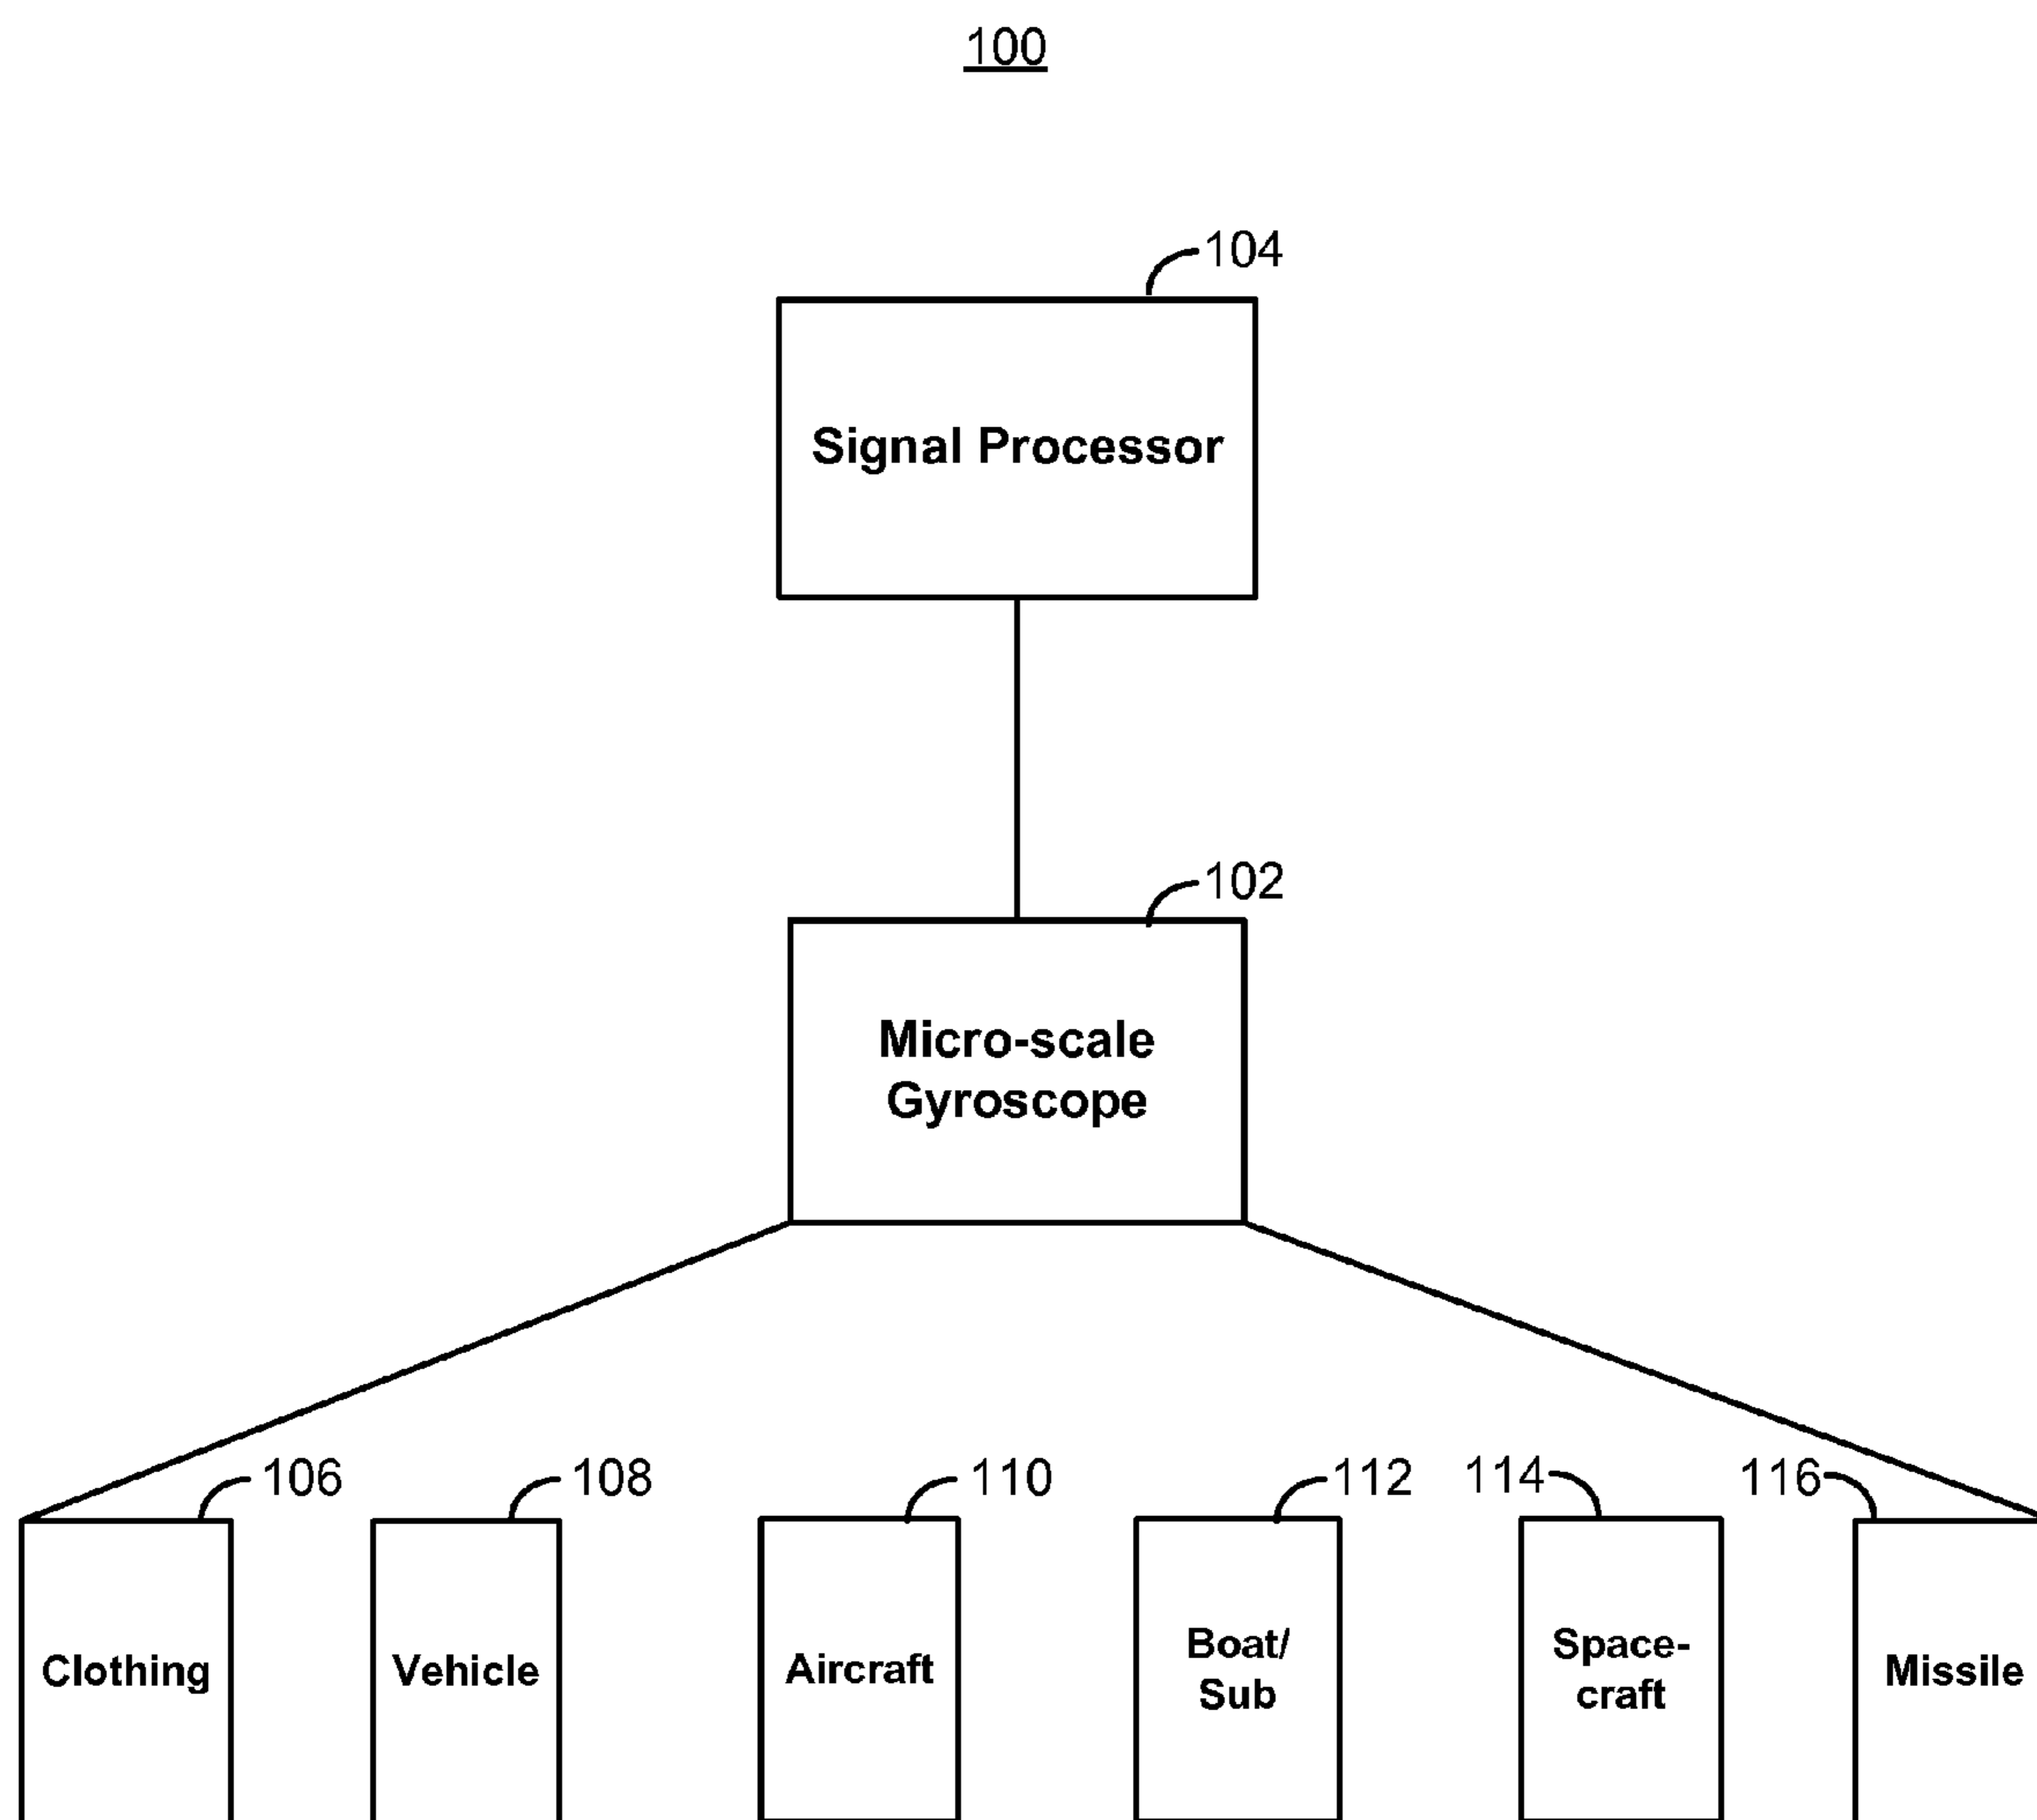 100
104
Signal Processor
102
Micro-scale
Gyroscope
106
108
110
112
114
116
Clothing
Vehicle
Aircraft
Boat/
Sub
Space-
craft
Missile